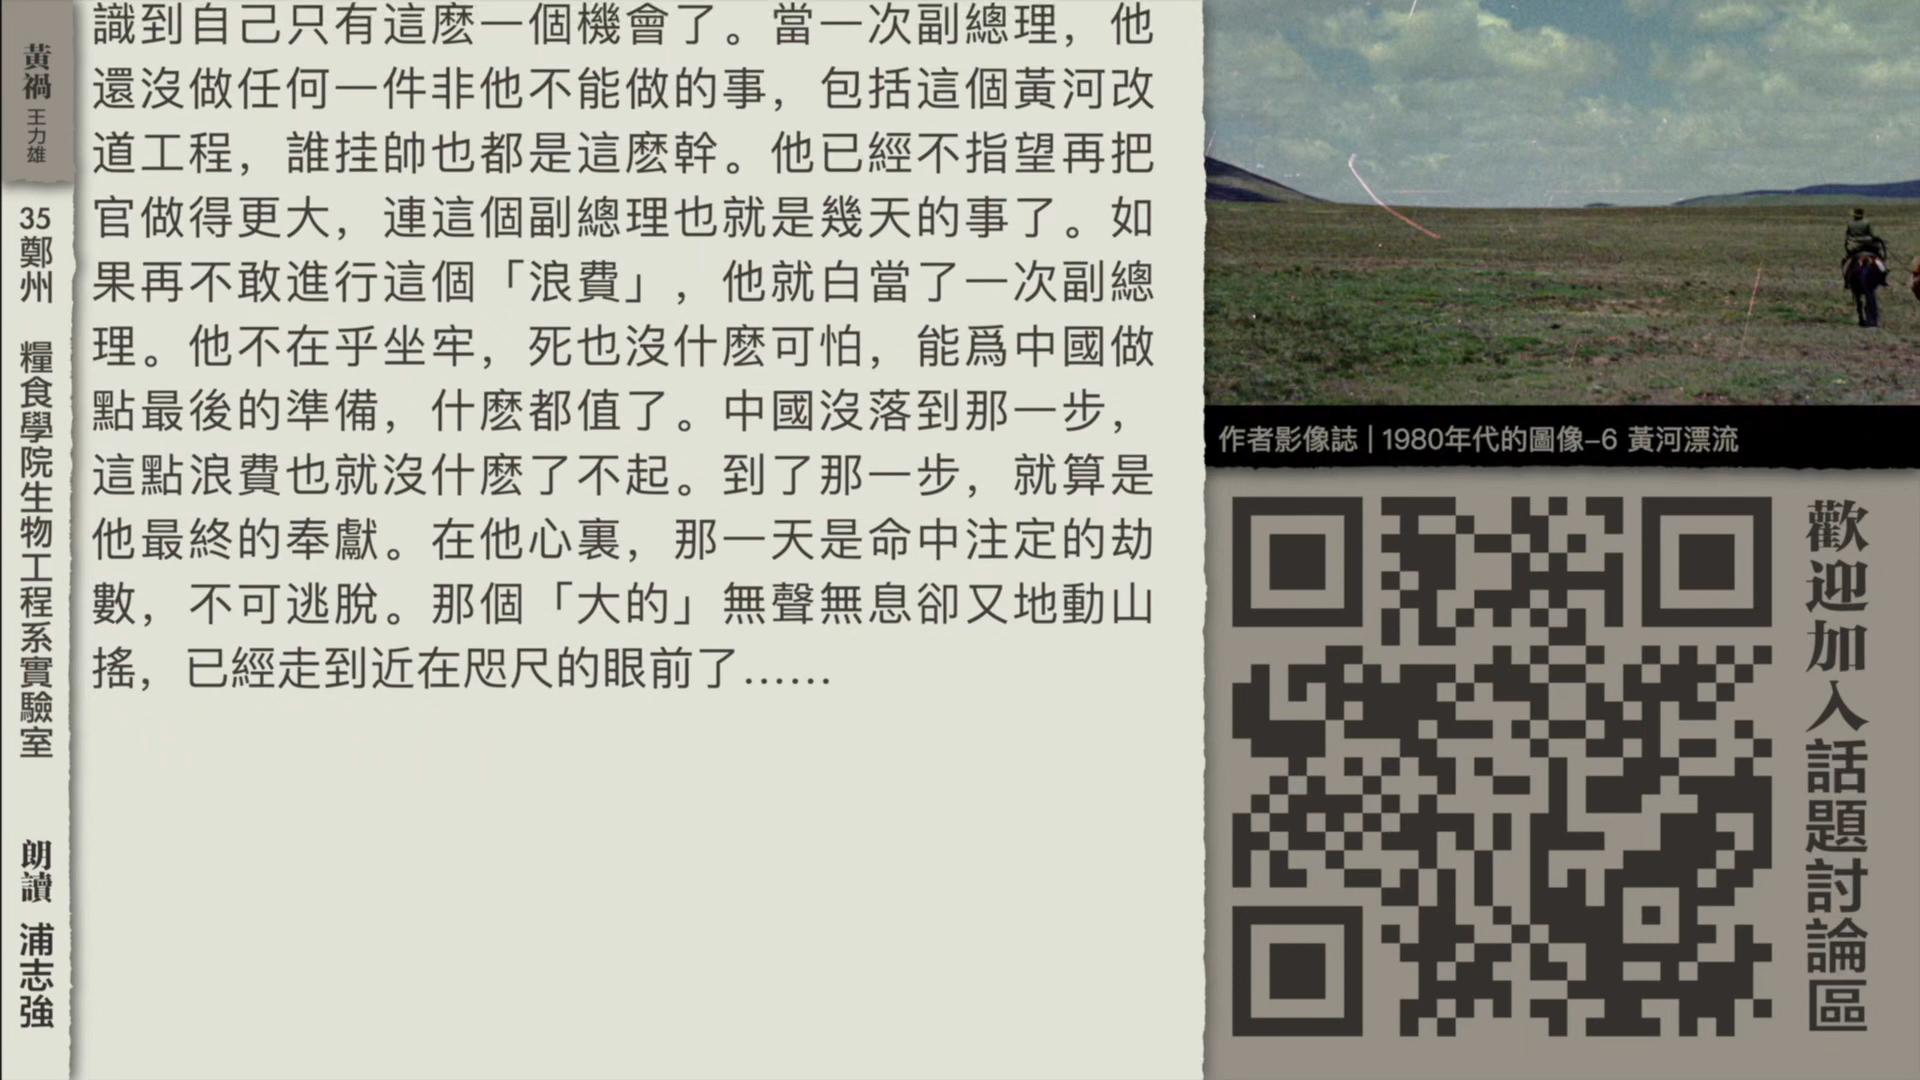 黃禍
王力雄
35鄭州
糧食學院生物工程系實驗室
朗讀
浦志強
識到自己只有這麽一個機會了。當一次副總理，他
還沒做任何一件非他不能做的事，包括這個黃河改
道工程，誰挂帥也都是這麽幹。他已經不指望再把
官做得更大，連這個副總理也就是幾天的事了。如
果再不敢進行這個「浪費」，他就白當了一次副總
理。他不在乎坐牢，死也沒什麽可怕，能爲中國做
點最後的準備，什麽都值了。中國沒落到那一步，
這點浪費也就沒什麽了不起。到了那一步，就算是
他最終的奉獻。在他心裏，那一天是命中注定的劫
數，不可逃脫。那個「大的」無聲無息卻又地動山
搖，已經走到近在咫尺的眼前了……
作者影像誌 | 1980年代的圖像–6 黃河漂流
歡迎加入話題討論區